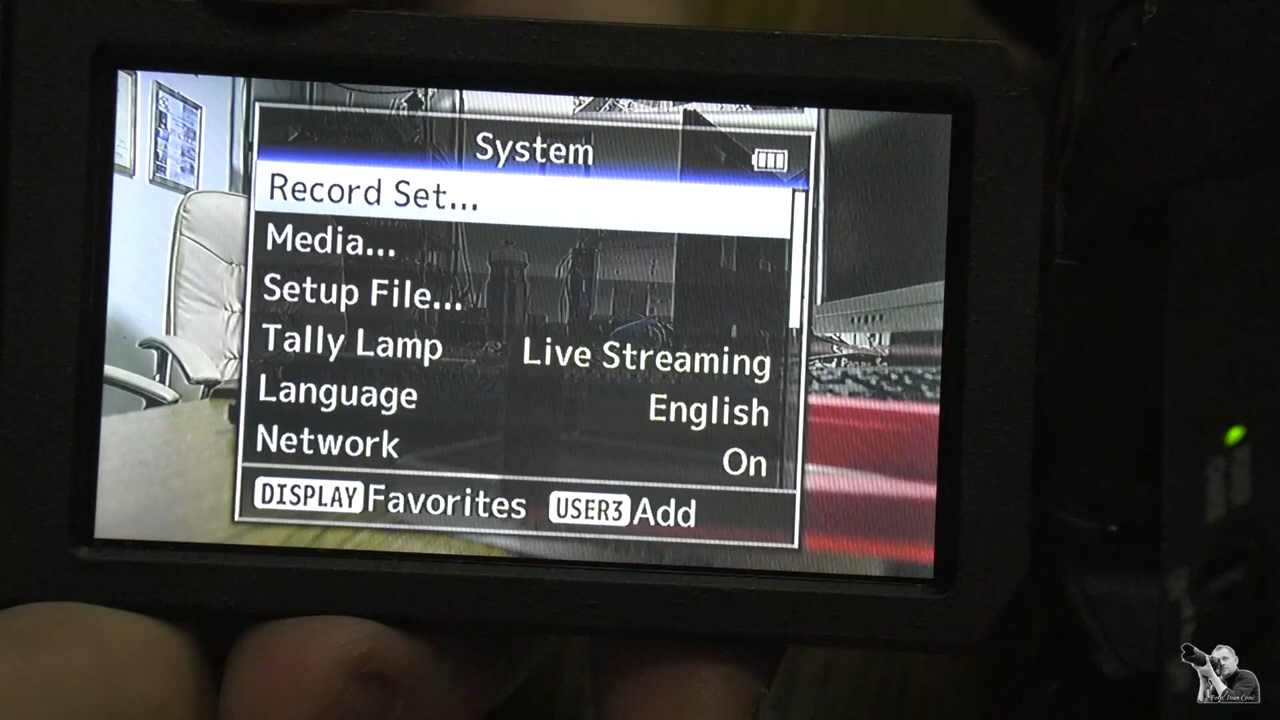 System
Record Set...
Media...
Setup File...
Tally Lamp Live Streaming
Language English
Network On
DISPLAY Favorites USER3 Add